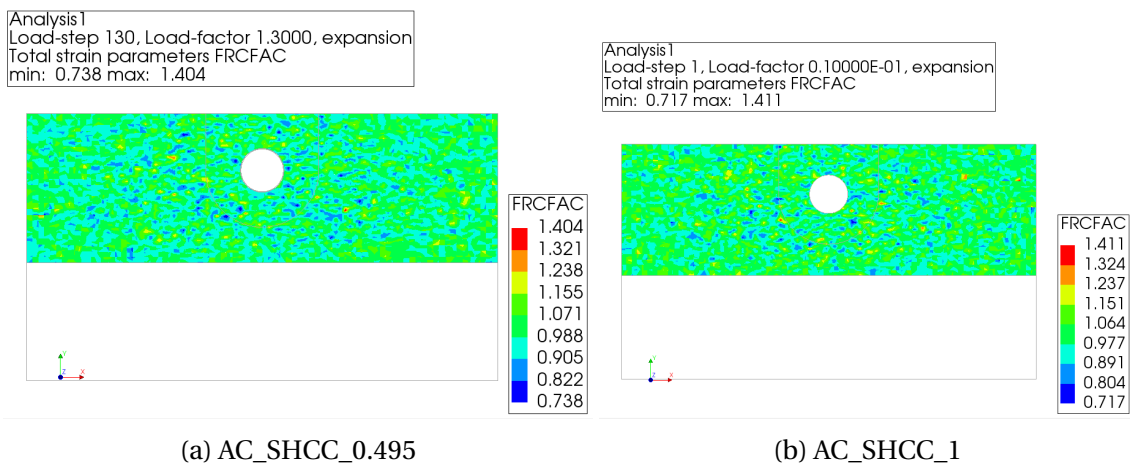 Analysis1
Load-step 130, Load-factor 1.3000, expansion
Total strain parameters FRCFAC
min: 0.738 max: 1.404
FRCFAC
1.404
1.321
1.238
1.155
1.071
0.988
0.905
0.822
0.738
Y
Z X
(a) AC_SHCC_0.495
Analysis1
Load-step 1, Load-factor 0.10000E-01, expansion
Total strain parameters FRCFAC
min: 0.717 max: 1.411
FRCFAC
1.411
1.324
1.237
1.151
1.064
0.977
0.891
0.804
0.717
Y
Z X
(b) AC_SHCC_1